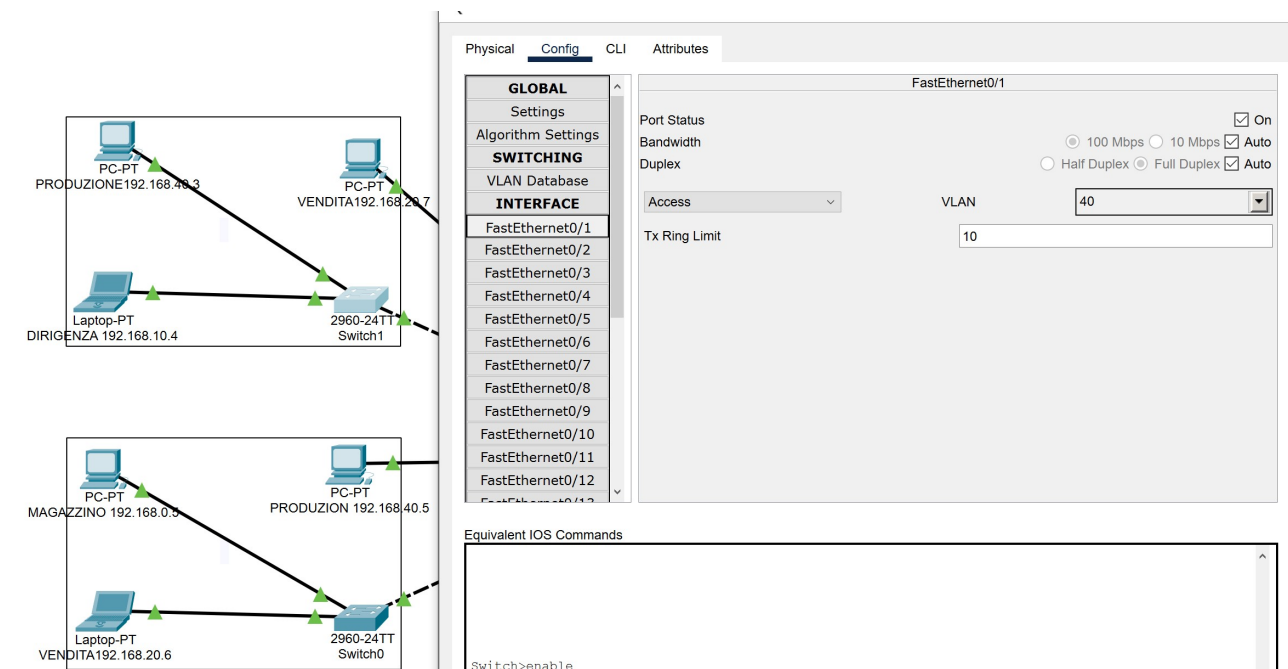 Physical Config CLI Attributes
GLOBAL
Settings
Algorithm Settings
SWITCHING
VLAN Database
INTERFACE
FastEthernet0/1
FastEthernet0/2
FastEthernet0/3
FastEthernet0/4
FastEthernet0/5
FastEthernet0/6
FastEthernet0/7
FastEthernet0/8
FastEthernet0/9
FastEthernet0/10
FastEthernet0/11
FastEthernet0/12
FastEthernet0/1
Port Status On
Bandwidth 100 Mbps 10 Mbps Auto
Duplex Half Duplex Full Duplex Auto
Access VLAN 40
Tx Ring Limit 10
Equivalent IOS Commands
Switch>enable
PC-PT
PRODUZIONE192.168.40.3
PC-PT
VENDITA192.168.20.7
Laptop-PT
DIRIGENZA 192.168.10.4
2960-24TT
Switch1
PC-PT
MAGAZZINO 192.168.0.5
PC-PT
PRODUZION 192.168.40.5
Laptop-PT
VENDITA192.168.20.6
2960-24TT
Switch0